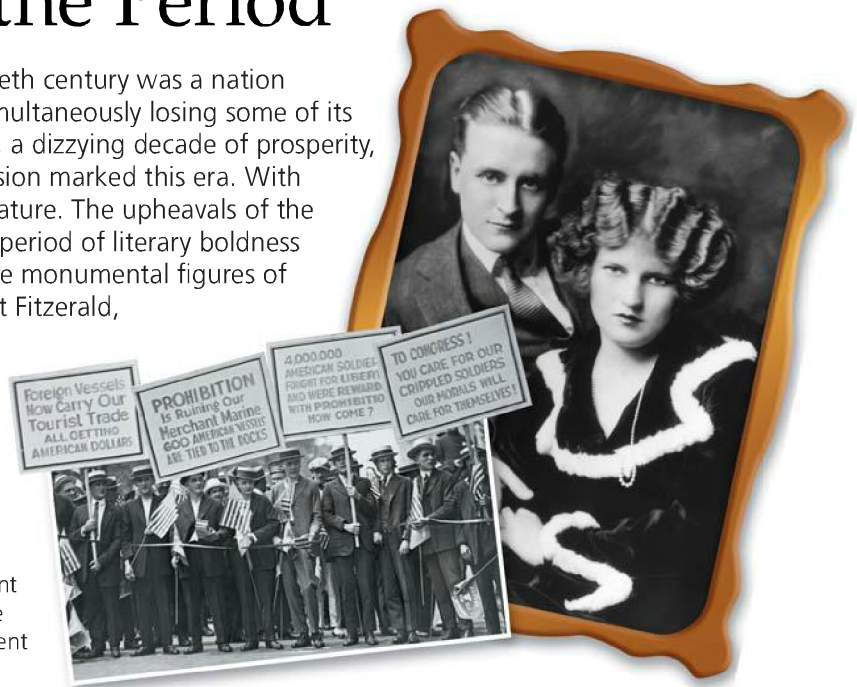 the Period
eth century was a nation
multaneously losing some of its
, a dizzying decade of prosperity,
sion marked this era. With
ature. The upheavals of the
period of literary boldness
e monumental figures of
t Fitzerald,
Foreign Vessels
Now Carry Our
Tourist Trade
ALL GETTING
AMERICAN DOLLARS
PROHIBITION
Is Ruining Our
Merchant Marine
600 AMERICAN VESSELS
ARE TIED TO THE DOCKS
4,000,000
AMERICAN SOLDIE
FOUGHT FOR LIBERT
AND WERE REWARD
WITH PROHIBITIO
HOW COME?
TO CONGRESS!
YOU CARE FOR OUR
CRIPPLED SOLDIERS
OUR MORALS WILL
CARE FOR THEMSELVES!
nt
e
ent